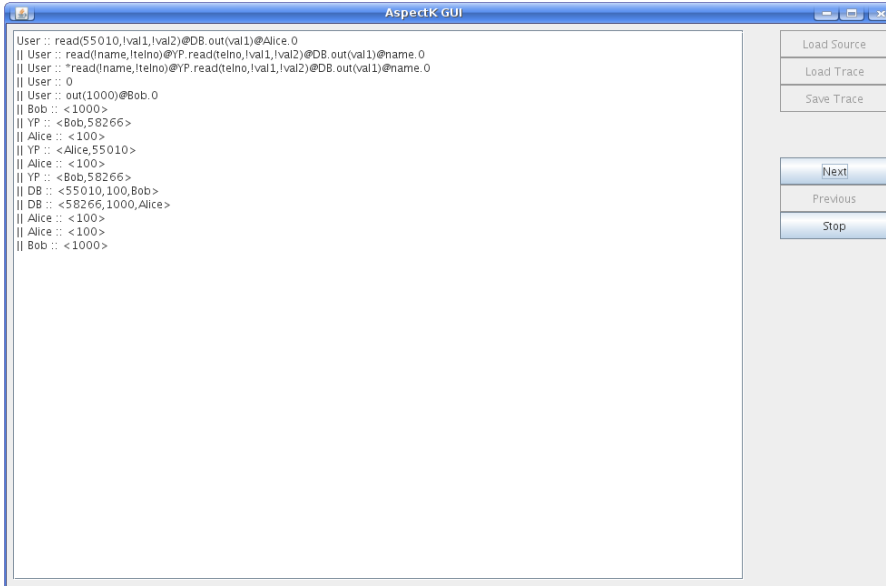 AspectK GUI
User :: read(55010,!val1,!val2)@DB.out(val1)@Alice.0
|| User :: read(!name,!telno)@YP.read(telno,!val1,!val2)@DB.out(val1)@name.0
|| User :: *read(!name,!telno)@YP.read(telno,!val1,!val2)@DB.out(val1)@name.0
|| User :: 0
|| User :: out(1000)@Bob.0
|| Bob :: <1000>
|| YP :: <Bob,58266>
|| Alice :: <100>
|| YP :: <Alice,55010>
|| Alice :: <100>
|| YP :: <Bob,58266>
|| DB :: <55010,100,Bob>
|| DB :: <58266,1000,Alice>
|| Alice :: <100>
|| Alice :: <100>
|| Bob :: <1000>
Load Source
Load Trace
Save Trace
Next
Previous
Stop